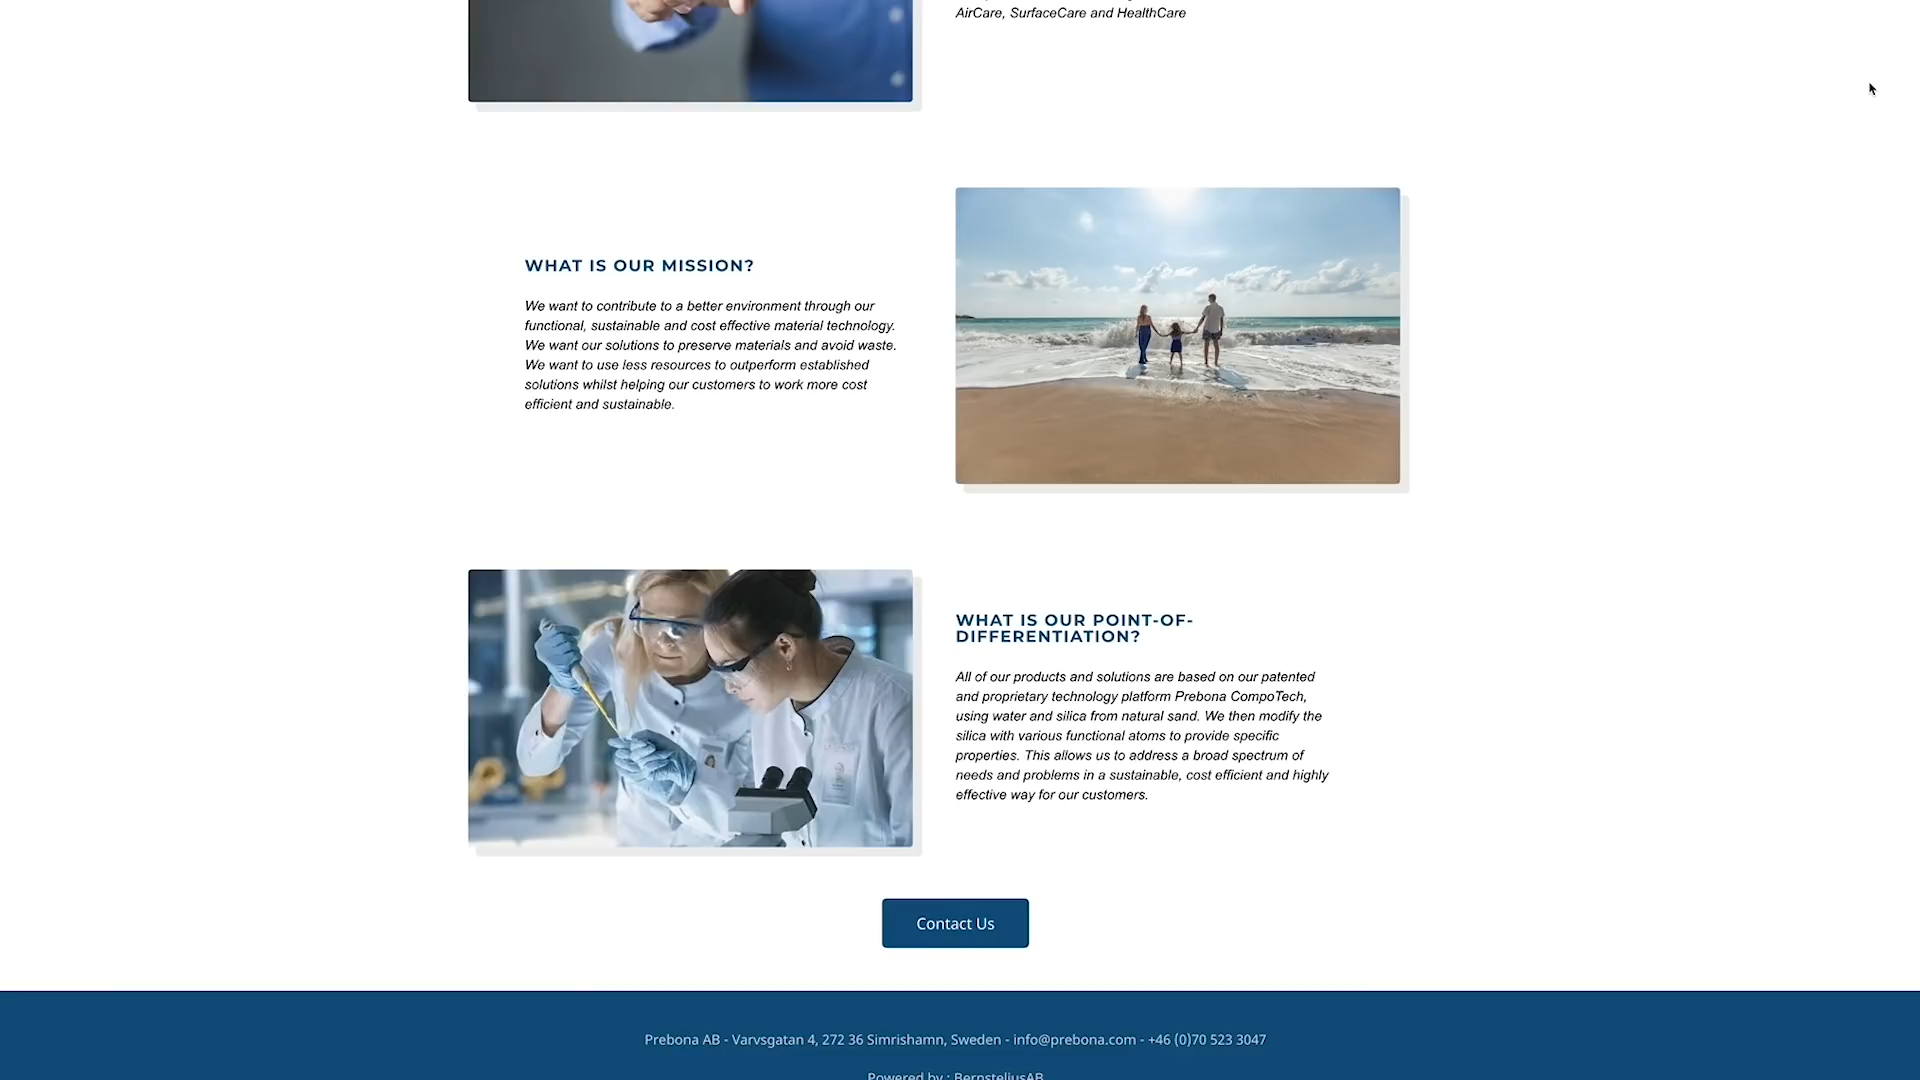 AirCare, SurfaceCare and HealthCare
WHAT IS OUR MISSION?
We want to contribute to a better environment through our
functional, sustainable and cost effective material technology.
We want our solutions to preserve materials and avoid waste.
We want to use less resources to outperform established
solutions whilst helping our customers to work more cost
efficient and sustainable.
WHAT IS OUR POINT-OF-
DIFFERENTIATION?
All of our products and solutions are based on our patented
and proprietary technology platform Prebona CompoTech,
using water and silica from natural sand. We then modify the
silica with various functional atoms to provide specific
properties. This allows us to address a broad spectrum of
needs and problems in a sustainable, cost efficient and highly
effective way for our customers.
Contact Us
Prebona AB - Varvsgatan 4, 272 36 Simrishamn, Sweden - info@prebona.com - +46 (0)70 523 3047
Powered by : BernsteliusAB